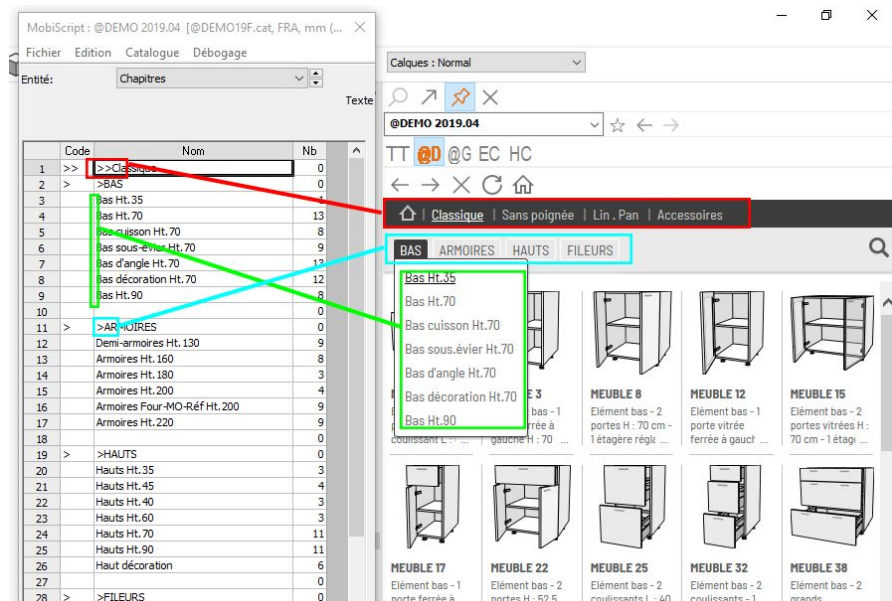 MobiScript : @DEMO 2019.04 [@DEMO19F.cat, FRA, mm (...
Fichier Edition Catalogue Débogage
Entité: Chapitres
Texte
Code Nom Nb
1 >> >>Classique 0
2 > >BAS 0
3 Bas Ht.35 1
4 Bas Ht.70 13
5 Bas cuisson Ht.70 8
6 Bas sous-évier Ht.70 9
7 Bas d'angle Ht.70 13
8 Bas décoration Ht.70 12
9 Bas Ht.90 8
10 0
11 > >ARMOIRES 0
12 Demi-armoires Ht.130 9
13 Armoires Ht.160 8
14 Armoires Ht.180 3
15 Armoires Ht.200 4
16 Armoires Four-MO-Réf Ht.200 9
17 Armoires Ht.220 9
18 0
19 > >HAUTS 0
20 Hauts Ht.35 3
21 Hauts Ht.45 4
22 Hauts Ht.40 3
23 Hauts Ht.60 3
24 Hauts Ht.70 11
25 Hauts Ht.90 11
26 Haut décoration 6
27 0
28 > >FILEURS 0
Calques : Normal
@DEMO 2019.04
TT @D @G EC HC
Classique | Sans poignée | Lin . Pan | Accessoires
BAS ARMOIRES HAUTS FILEURS
Bas Ht.35
Bas Ht.70
Bas cuisson Ht.70
Bas sous.évier Ht.70
Bas d'angle Ht.70
Bas décoration Ht.70
Bas Ht.90
E 3 MEUBLE 8 MEUBLE 12 MEUBLE 15
bas - 1 Elément bas - 2 Elément bas - 1 Elément bas - 2
rrée à portes H : 70 cm - porte vitrée portes vitrées H :
coulissant L : ... gauche H : 70 ... 1 étagère régla ... ferrée à gauch ... 70 cm - 1 étag ...
MEUBLE 17 MEUBLE 22 MEUBLE 25 MEUBLE 32 MEUBLE 38
Elément bas - 1 Elément bas - 2 Elément bas - 2 Elément bas - 2 Elément bas - 2
porte ferrée à portes H : 52,5 coulissants L : 40 coulissants - 1 grands